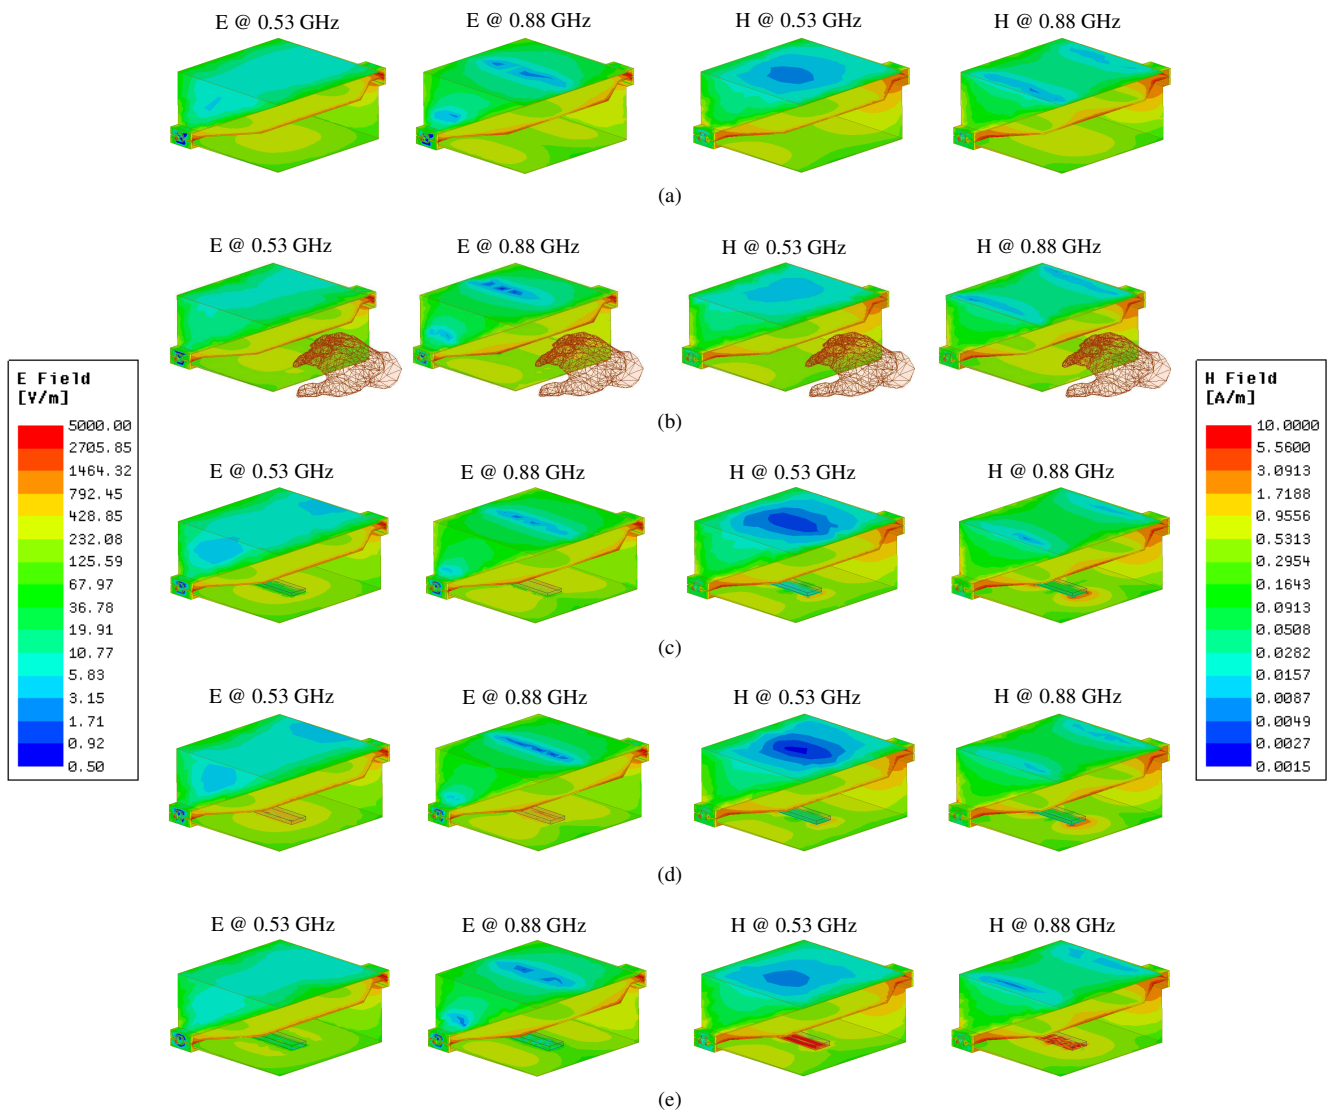 E @ 0.53 GHz
E @ 0.88 GHz
H @ 0.53 GHz
H @ 0.88 GHz
(a)
E @ 0.53 GHz
E @ 0.88 GHz
H @ 0.53 GHz
H @ 0.88 GHz
(b)
E Field
[V/m]
5000.00
2705.85
1464.32
792.45
428.85
232.08
125.59
67.97
36.78
19.91
10.77
5.83
3.15
1.71
0.92
0.50
H Field
[A/m]
10.0000
5.5600
3.0913
1.7188
0.9556
0.5313
0.2954
0.1643
0.0913
0.0508
0.0282
0.0157
0.0087
0.0049
0.0027
0.0015
E @ 0.53 GHz
E @ 0.88 GHz
H @ 0.53 GHz
H @ 0.88 GHz
(c)
E @ 0.53 GHz
E @ 0.88 GHz
H @ 0.53 GHz
H @ 0.88 GHz
(d)
E @ 0.53 GHz
E @ 0.88 GHz
H @ 0.53 GHz
H @ 0.88 GHz
(e)